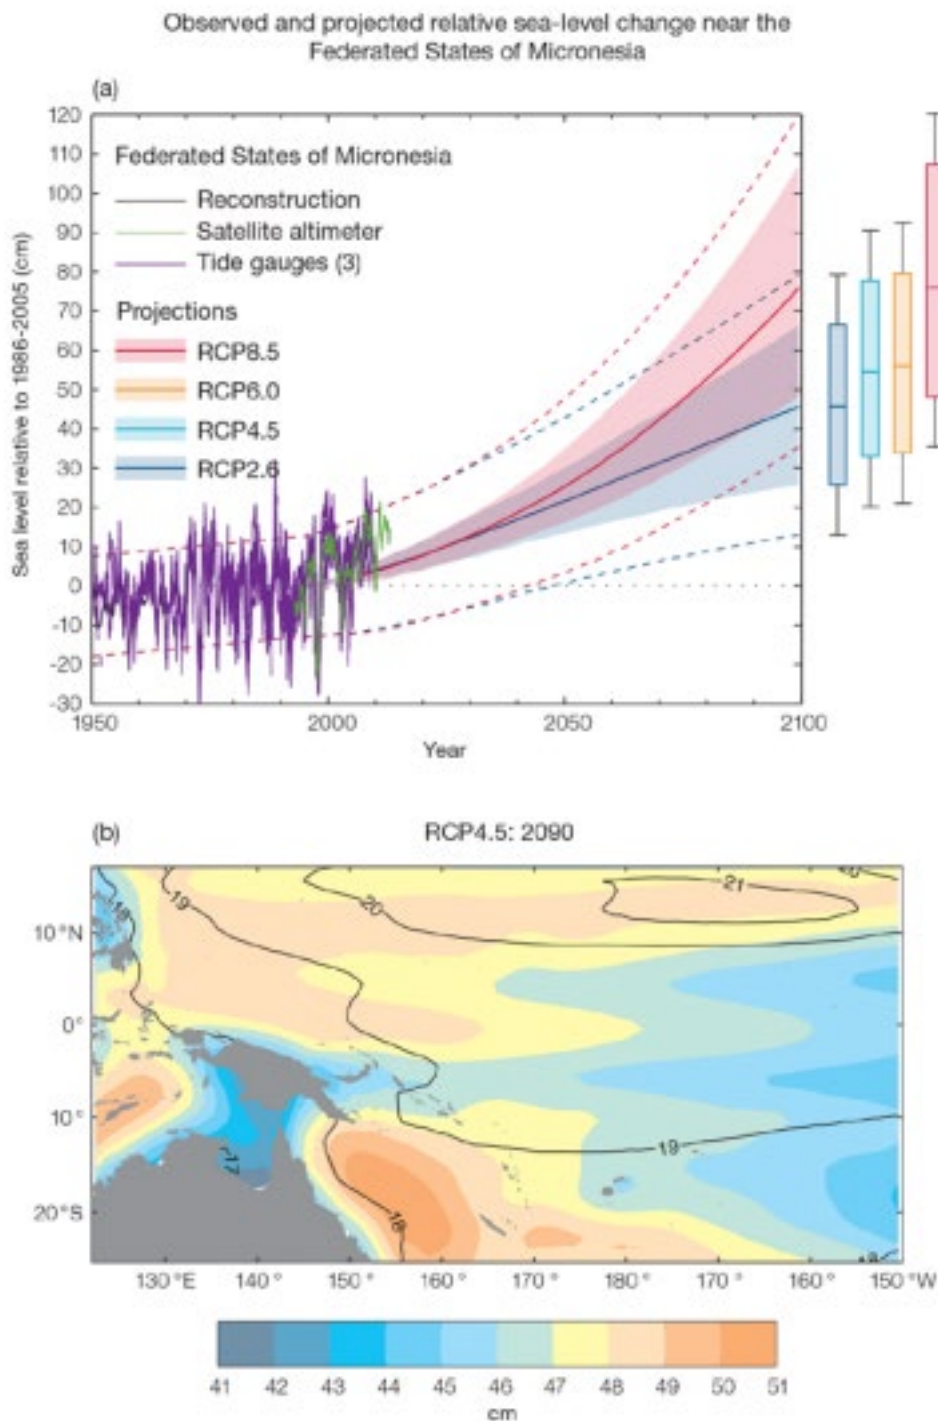 Observed and projected relative sea-level change near the
Federated States of Micronesia
(a)
120
110
100
90
80
70
60
50
40
30
20
10
0
-10
-20
-30
Sea level relative to 1986-2005 (cm)
Federated States of Micronesia
Reconstruction
Satellite altimeter
Tide gauges (3)
Projections
RCP8.5
RCP6.0
RCP4.5
RCP2.6
1950 2000 2050 2100
Year
(b) RCP4.5: 2090
10°N
0°
10°
20°S
18
19
20
21
20
19
17
18
130°E 140° 150° 160° 170° 180° 170° 160° 150°W
41 42 43 44 45 46 47 48 49 50 51
cm